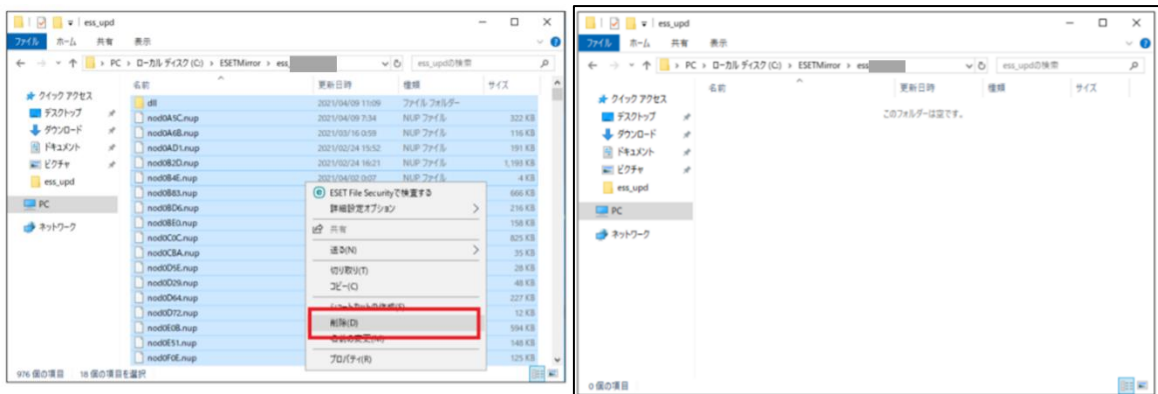 ess_upd
ファイル ホーム 共有 表示
PC › ローカル ディスク (C:) › ESETMirror › ess_ ess_updの検索
名前 更新日時 種類 サイズ
クイック アクセス
デスクトップ
ダウンロード
ドキュメント
ピクチャ
ess_upd
PC
ネットワーク
dll 2021/04/09 11:09 ファイル フォルダー
nod0A5C.nup 2021/04/09 7:34 NUP ファイル 322 KB
nod0A6B.nup 2021/03/16 0:59 NUP ファイル 116 KB
nod0AD1.nup 2021/02/24 15:52 NUP ファイル 191 KB
nod0B2D.nup 2021/02/24 16:21 NUP ファイル 1,193 KB
nod0B4E.nup 2021/04/02 0:07 NUP ファイル 4 KB
nod0B83.nup 666 KB
nod0BD6.nup 216 KB
nod0BE0.nup 158 KB
nod0C0C.nup 825 KB
nod0CBA.nup 35 KB
nod0D5E.nup 28 KB
nod0D29.nup 48 KB
nod0D64.nup 227 KB
nod0D72.nup 12 KB
nod0E0B.nup 594 KB
nod0E51.nup 148 KB
nod0F0E.nup 125 KB
ESET File Securityで検査する
詳細設定オプション
共有
送る(N)
切り取り(T)
コピー(C)
ショートカットの作成(S)
削除(D)
名前の変更(M)
プロパティ(R)
976 個の項目 18 個の項目を選択
ess_upd
ファイル ホーム 共有 表示
PC › ローカル ディスク (C:) › ESETMirror › ess ess_updの検索
名前 更新日時 種類 サイズ
このフォルダーは空です。
クイック アクセス
デスクトップ
ダウンロード
ドキュメント
ピクチャ
ess_upd
PC
ネットワーク
0 個の項目